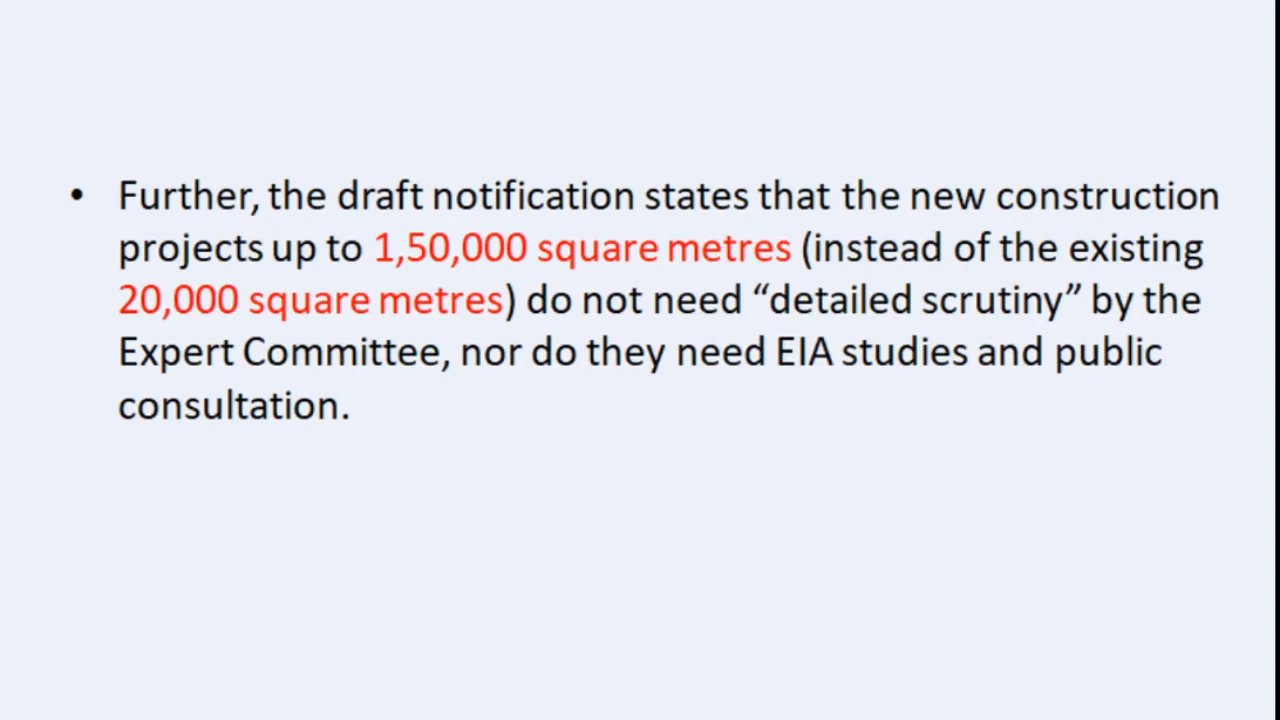 • Further, the draft notification states that the new construction
projects up to 1,50,000 square metres (instead of the existing
20,000 square metres) do not need “detailed scrutiny” by the
Expert Committee, nor do they need EIA studies and public
consultation.